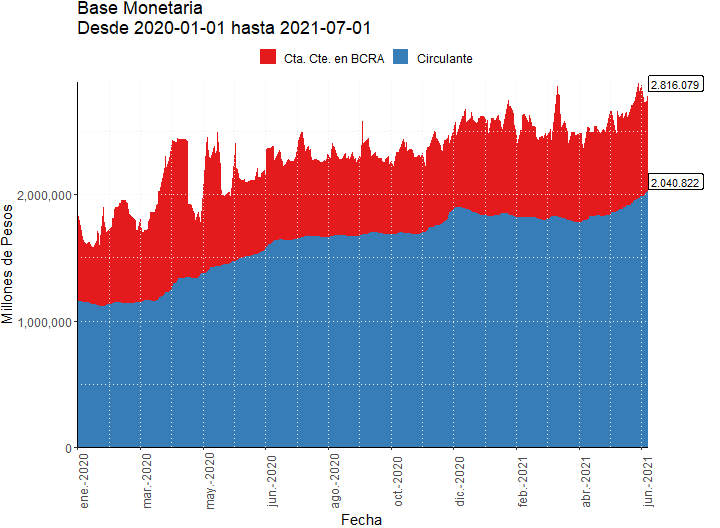 Base Monetaria
Desde 2020-01-01 hasta 2021-07-01
Cta. Cte. en BCRA
Circulante
2.816.079
2.040.822
2,000,000
1,000,000
0
Millones de Pesos
ene.-2020
mar.-2020
may.-2020
jun.-2020
ago.-2020
oct.-2020
dic.-2020
feb.-2021
abr.-2021
jun.-2021
Fecha